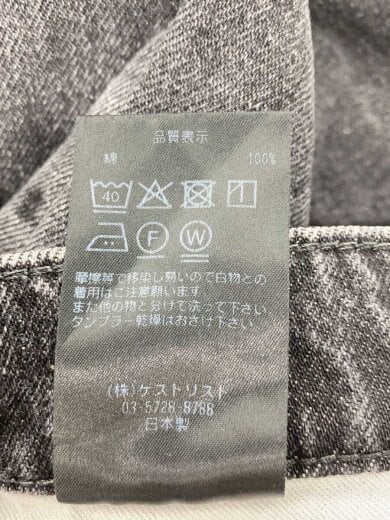 品質表示
綿 100%
40
F W
摩擦等で移染し易いので白物との
着用はご注意願います
また他の物と分けて洗って下さい
タンブラー乾燥はおさけ下さい
(株)ゲストリスト
03-5728-8788
日本製